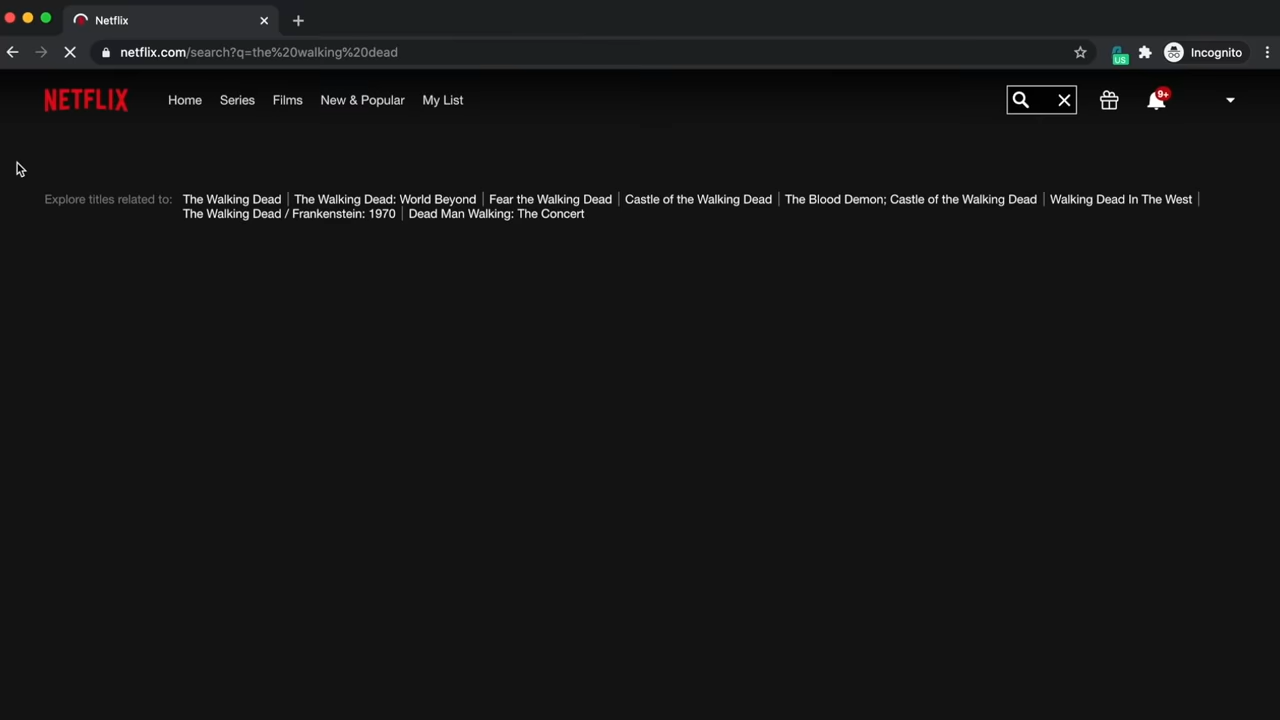 Netflix
netflix.com/search?q=the%20walking%20dead
US
Incognito
NETFLIX Home Series Films New & Popular My List
9+
Explore titles related to: The Walking Dead | The Walking Dead: World Beyond | Fear the Walking Dead | Castle of the Walking Dead | The Blood Demon; Castle of the Walking Dead | Walking Dead In The West |
The Walking Dead / Frankenstein: 1970 | Dead Man Walking: The Concert